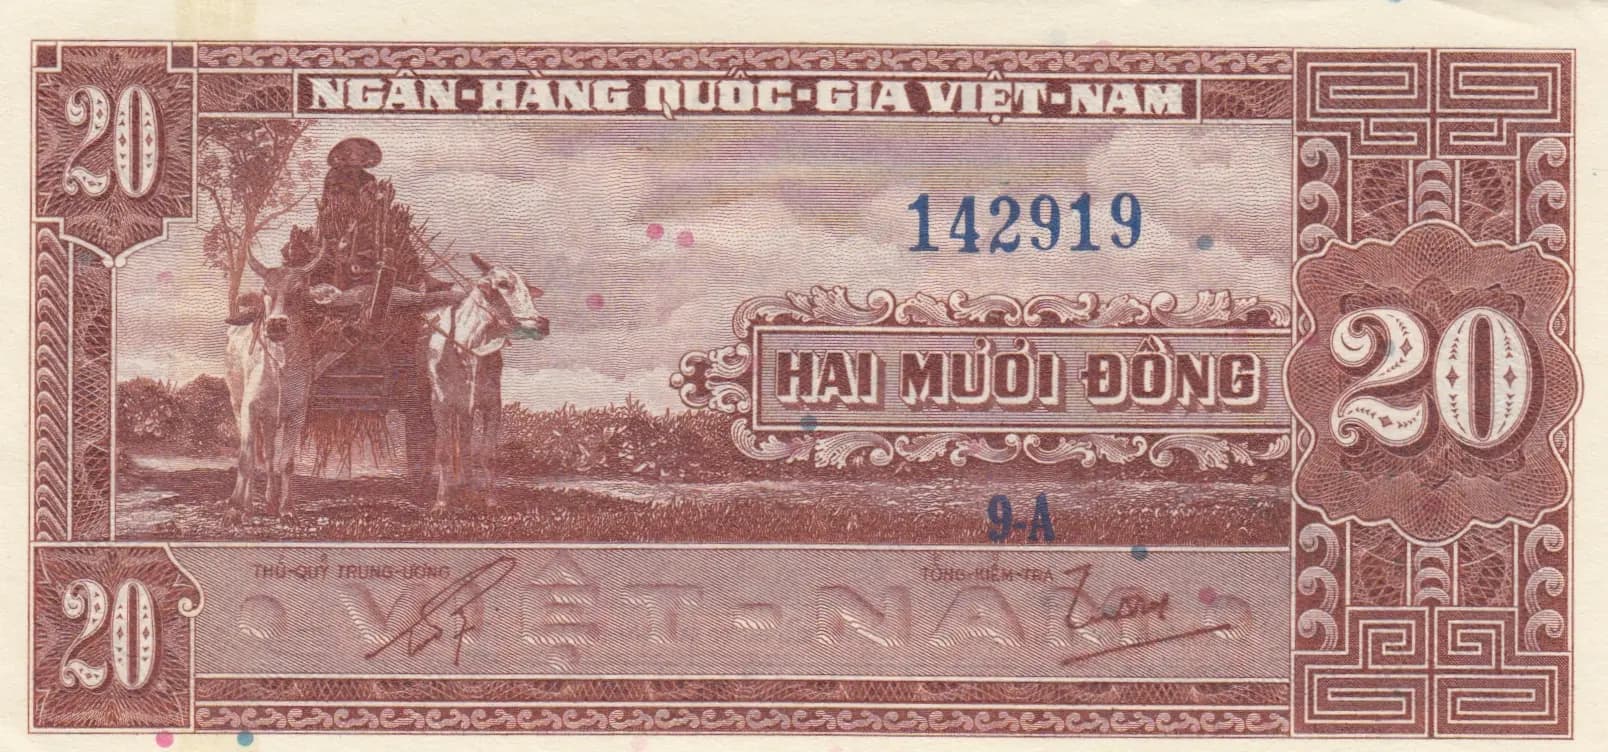 20
NGÂN-HÀNG QUỐC-GIA VIỆT-NAM
142919
HAI MƯƠI ĐỒNG
20
9-A
THỦ-QUỸ TRUNG-ƯƠNG
TỔNG-KIỂM-TRA
VIỆT-NAM
20